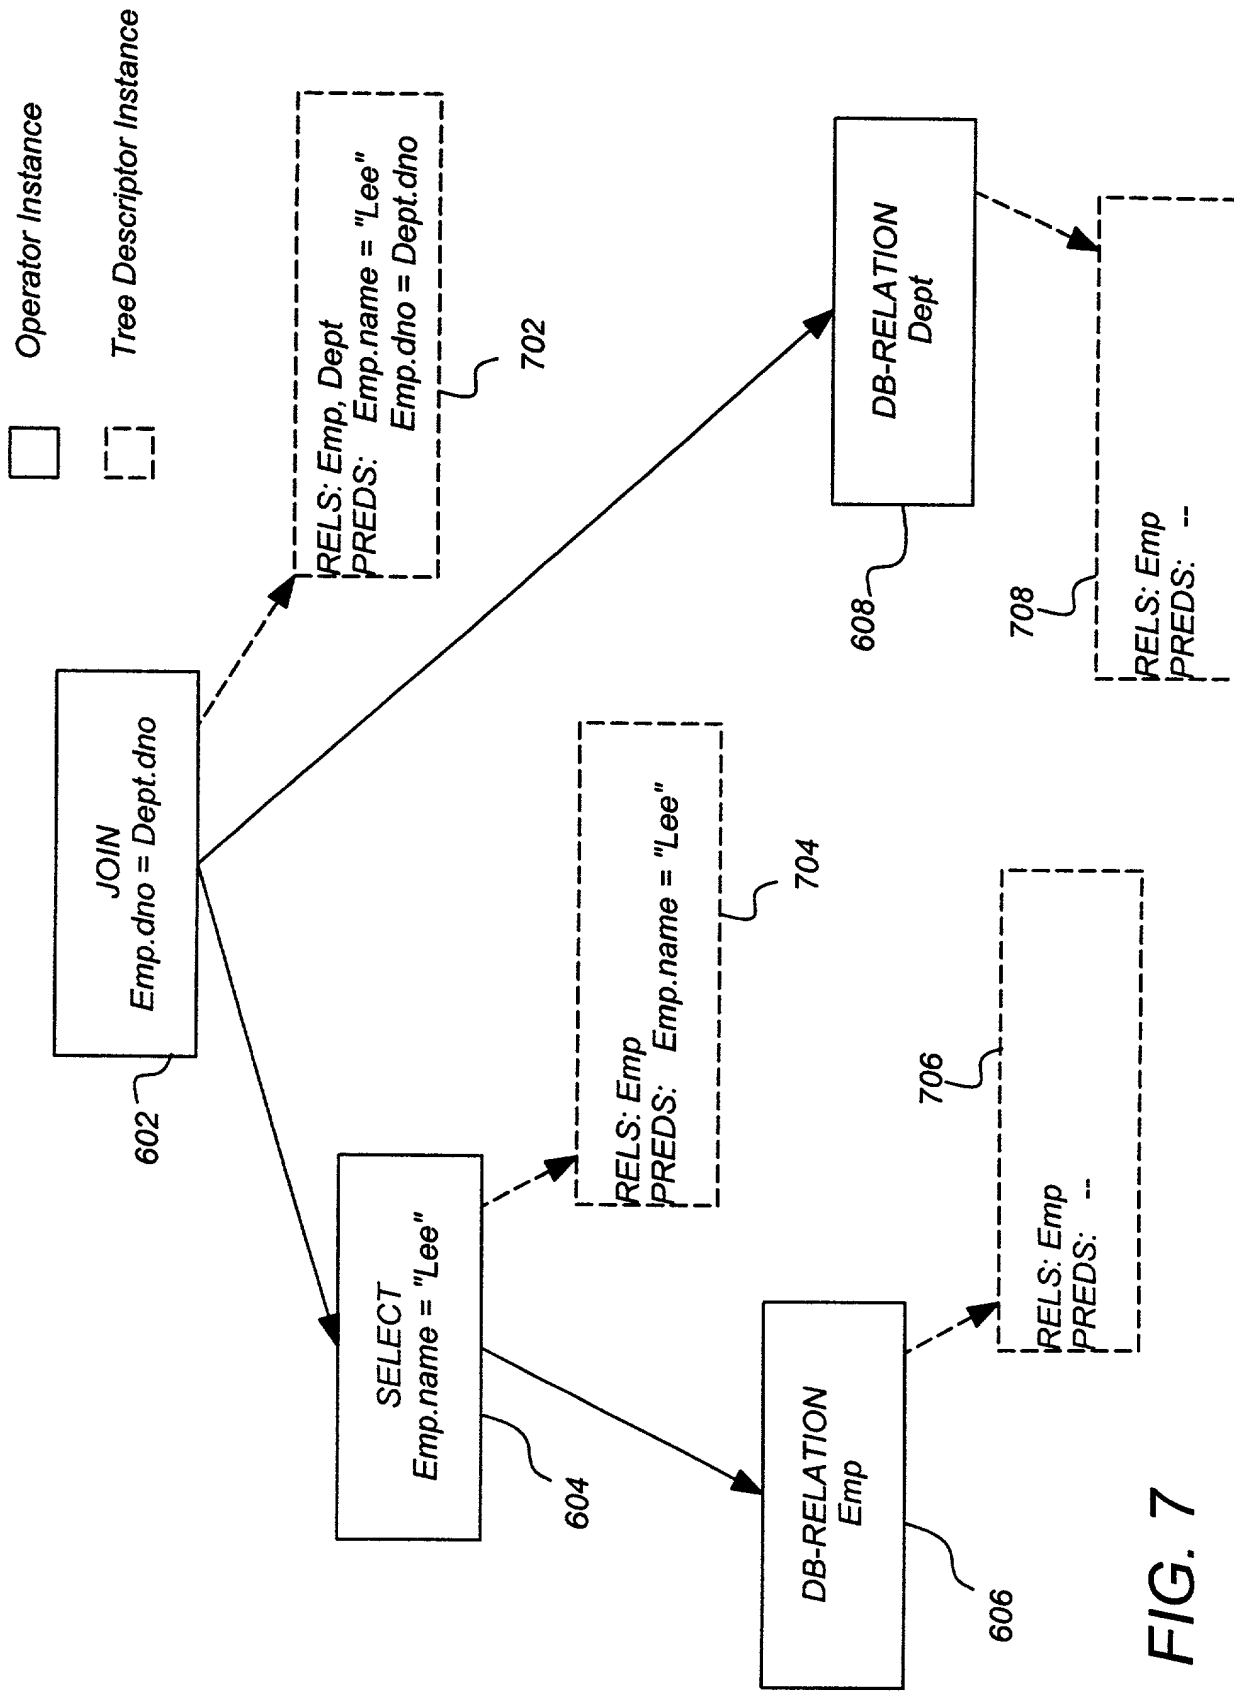 Operator Instance
Tree Descriptor Instance
JOIN
Emp.dno = Dept.dno
602
RELS: Emp, Dept
PREDS: Emp.name = "Lee"
Emp.dno = Dept.dno
702
SELECT
Emp.name = "Lee"
604
RELS: Emp
PREDS: Emp.name = "Lee"
704
DB-RELATION
Emp
606
706
RELS: Emp
PREDS: --
DB-RELATION
Dept
608
708
RELS: Emp
PREDS: --
FIG. 7